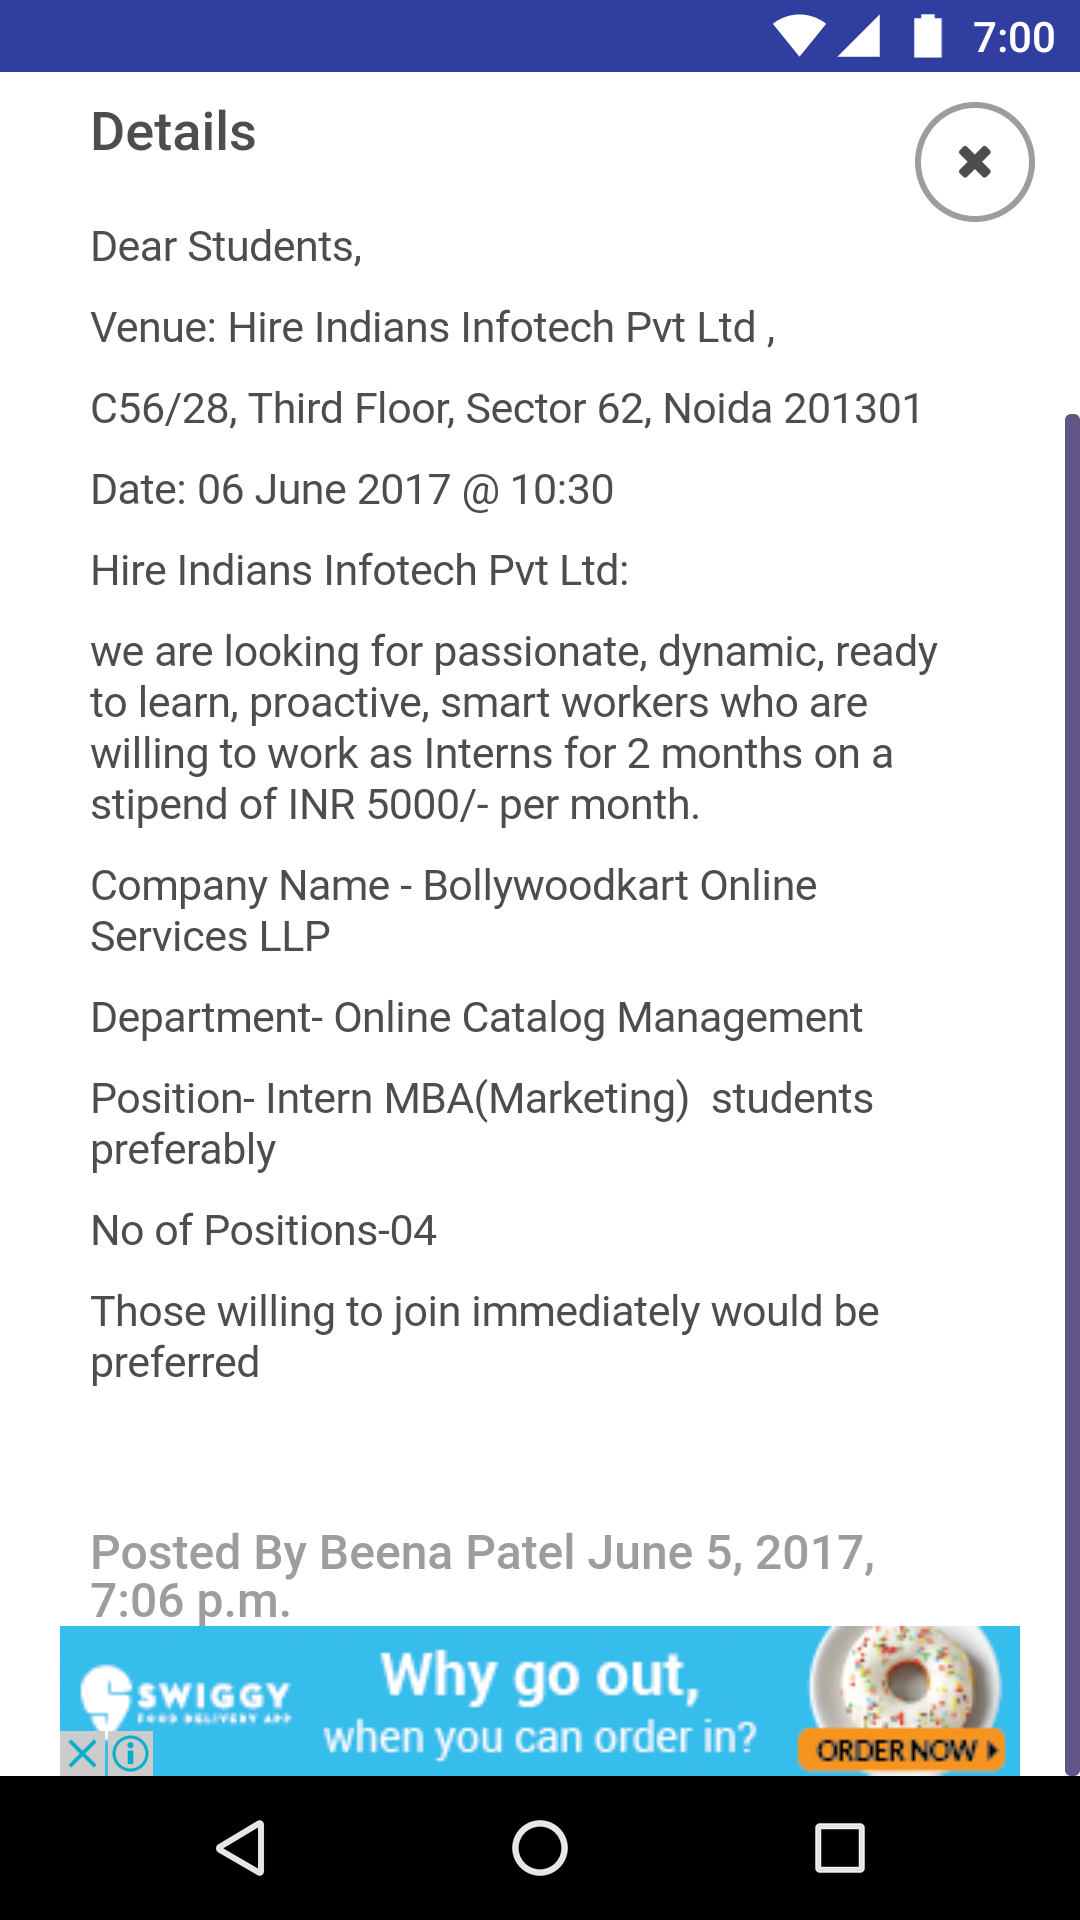 7:00
Details
Dear Students,
Venue: Hire Indians Infotech Pvt Ltd ,
C56/28, Third Floor, Sector 62, Noida 201301
Date: 06 June 2017 @ 10:30
Hire Indians Infotech Pvt Ltd:
we are looking for passionate, dynamic, ready
to learn, proactive, smart workers who are
willing to work as Interns for 2 months on a
stipend of INR 5000/- per month.
Company Name - Bollywoodkart Online
Services LLP
Department- Online Catalog Management
Position- Intern MBA(Marketing)  students
preferably
No of Positions-04
Those willing to join immediately would be
preferred
Posted By Beena Patel June 5, 2017,
7:06 p.m.
SWIGGY
FOOD DELIVERY APP
Why go out,
when you can order in?
ORDER NOW